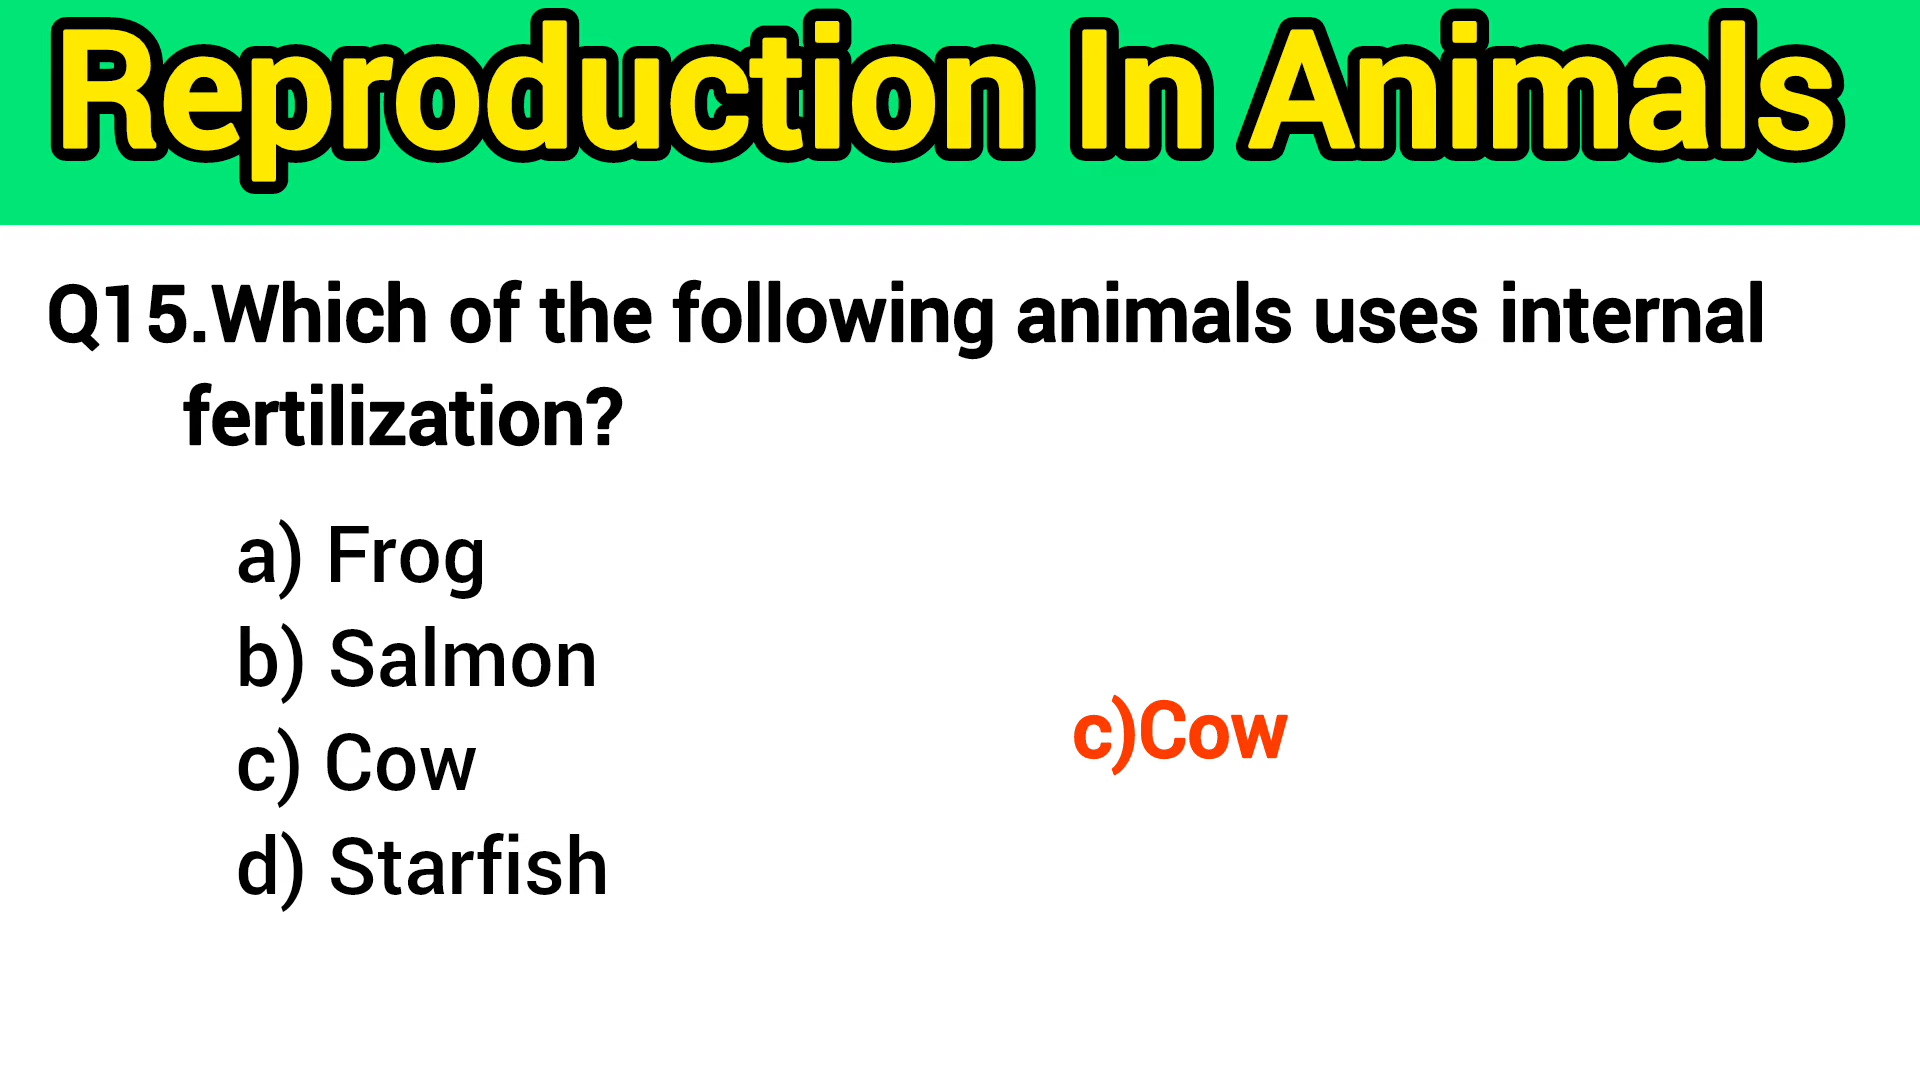 Reproduction In Animals
Q15.Which of the following animals uses internal
fertilization?
a) Frog
b) Salmon
c) Cow
d) Starfish
c)Cow